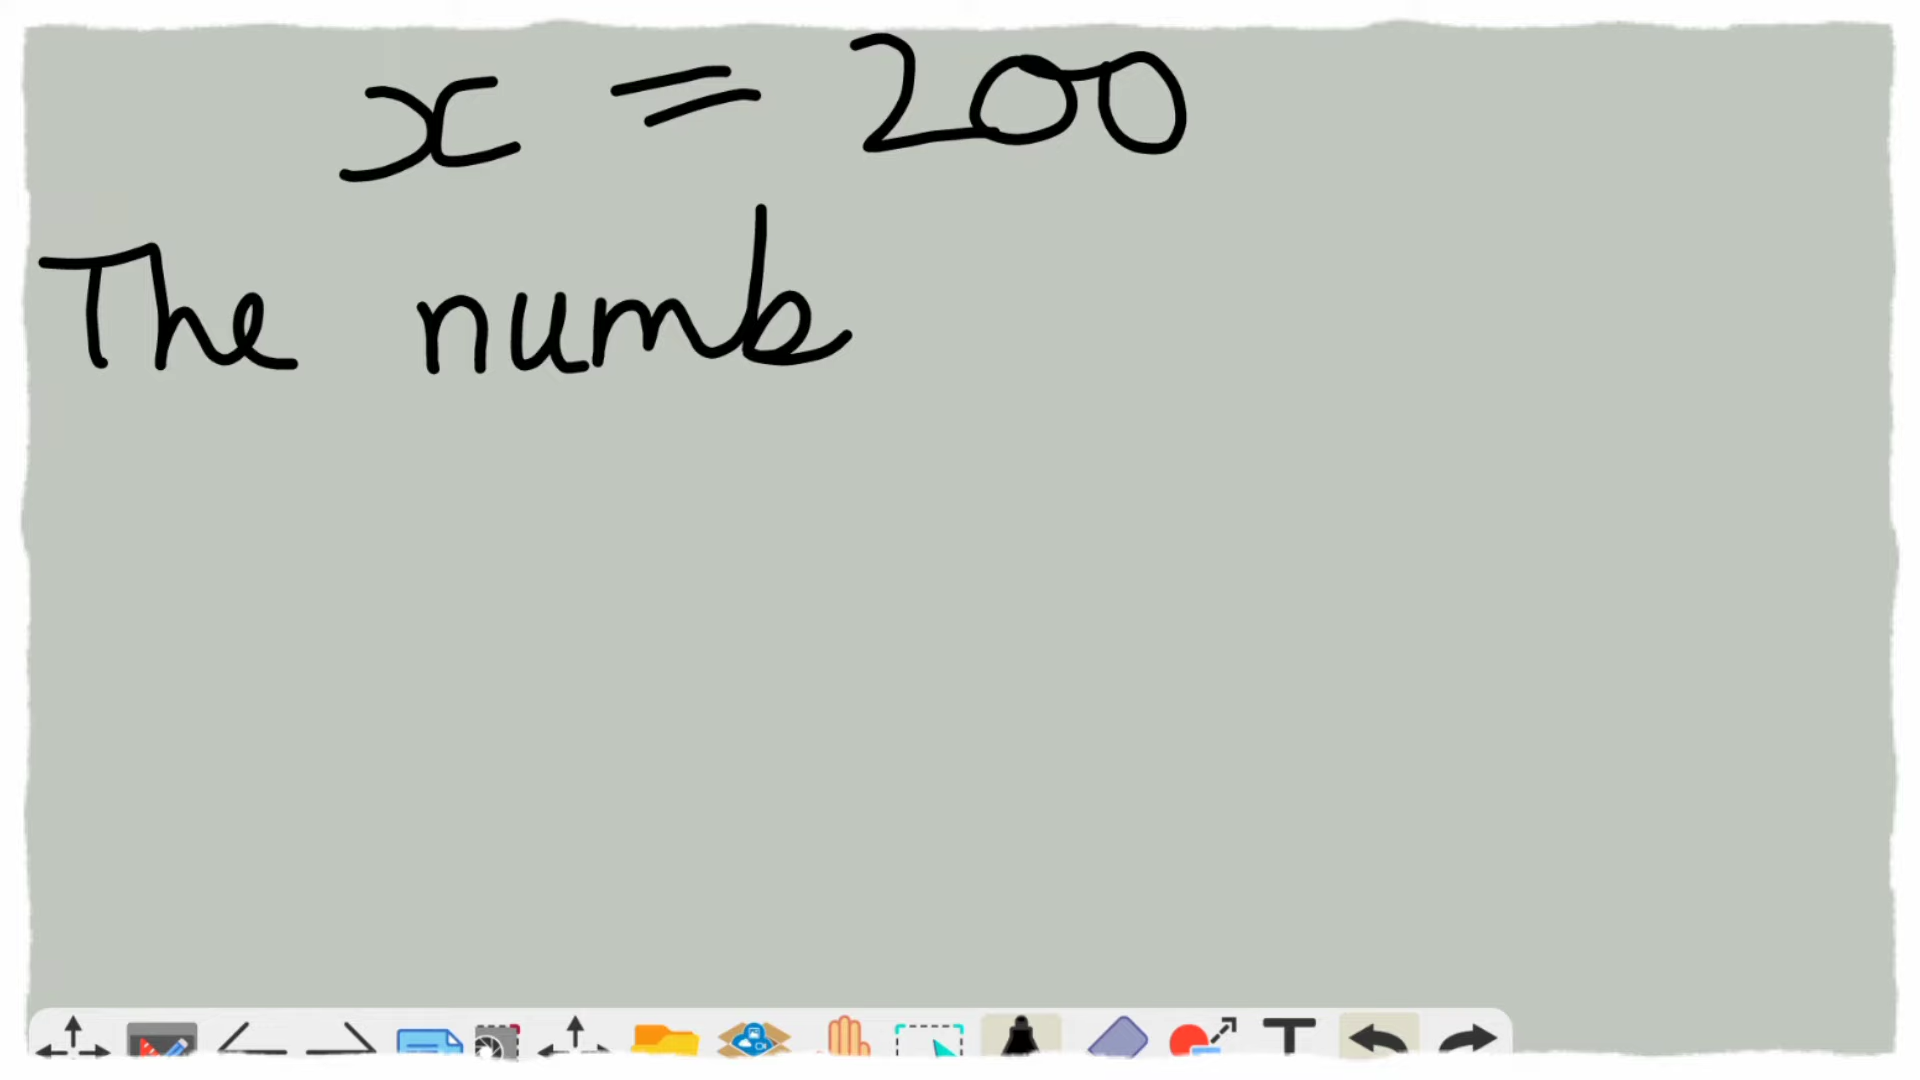 x = 200
The numb